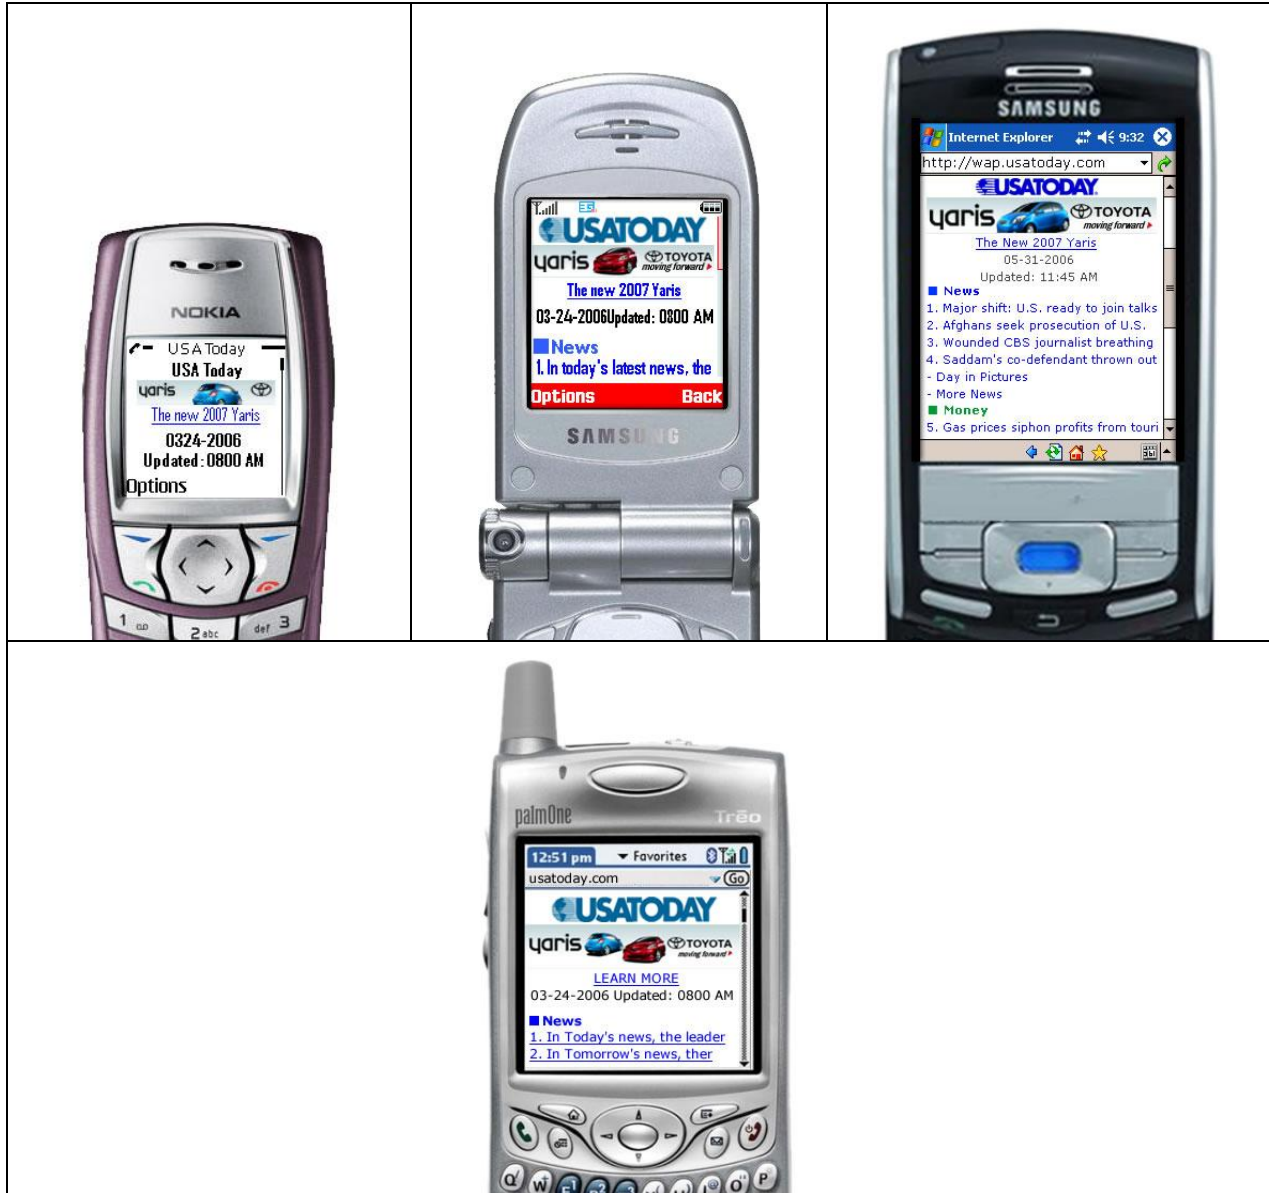 NOKIA
USA Today
USA Today
yaris
The new 2007 Yaris
0324-2006
Updated: 0800 AM
Options
1
2 abc
def 3
USATODAY
yaris TOYOTA
moving forward
The new 2007 Yaris
03-24-2006Updated: 0800 AM
News
1. In today's latest news, the
Options Back
SAMSUNG
SAMSUNG
Internet Explorer 9:32
http://wap.usatoday.com
USATODAY.
yaris TOYOTA
moving forward
The New 2007 Yaris
05-31-2006
Updated: 11:45 AM
News
1. Major shift: U.S. ready to join talks
2. Afghans seek prosecution of U.S.
3. Wounded CBS journalist breathing
4. Saddam's co-defendant thrown out
- Day in Pictures
- More News
Money
5. Gas prices siphon profits from touri
palmOne Trēo
12:51 pm Favorites
usatoday.com Go
USATODAY
yaris TOYOTA
moving forward
LEARN MORE
03-24-2006 Updated: 0800 AM
News
1. In Today's news, the leader
2. In Tomorrow's news, ther
Q W O P